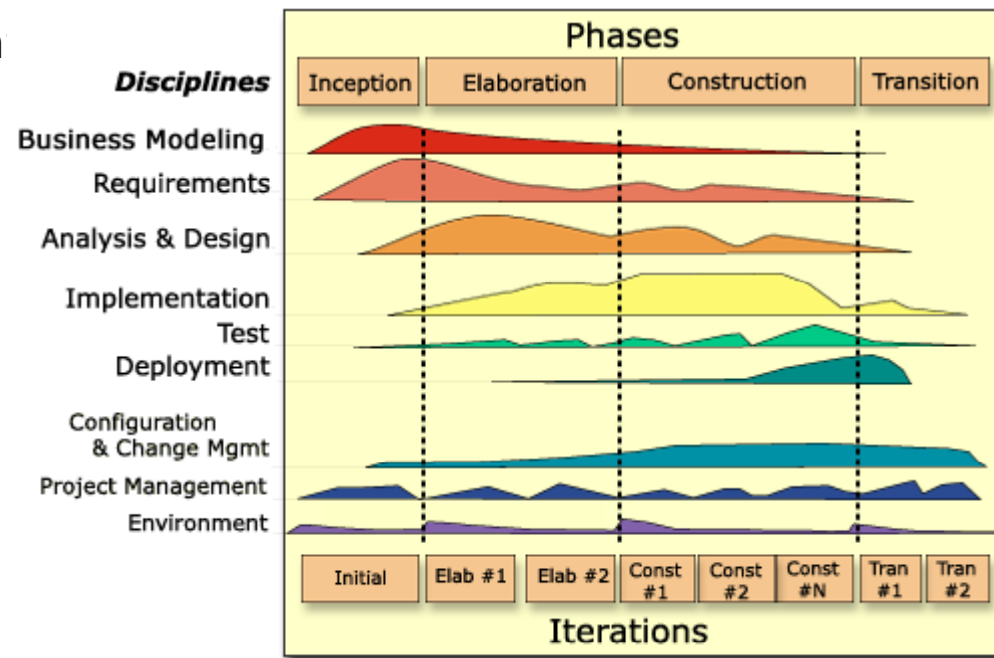 Phases
Disciplines Inception Elaboration Construction Transition
Business Modeling
Requirements
Analysis & Design
Implementation
Test
Deployment
Configuration
& Change Mgmt
Project Management
Environment
Initial Elab #1 Elab #2 Const #1 Const #2 Const #N Tran #1 Tran #2
Iterations